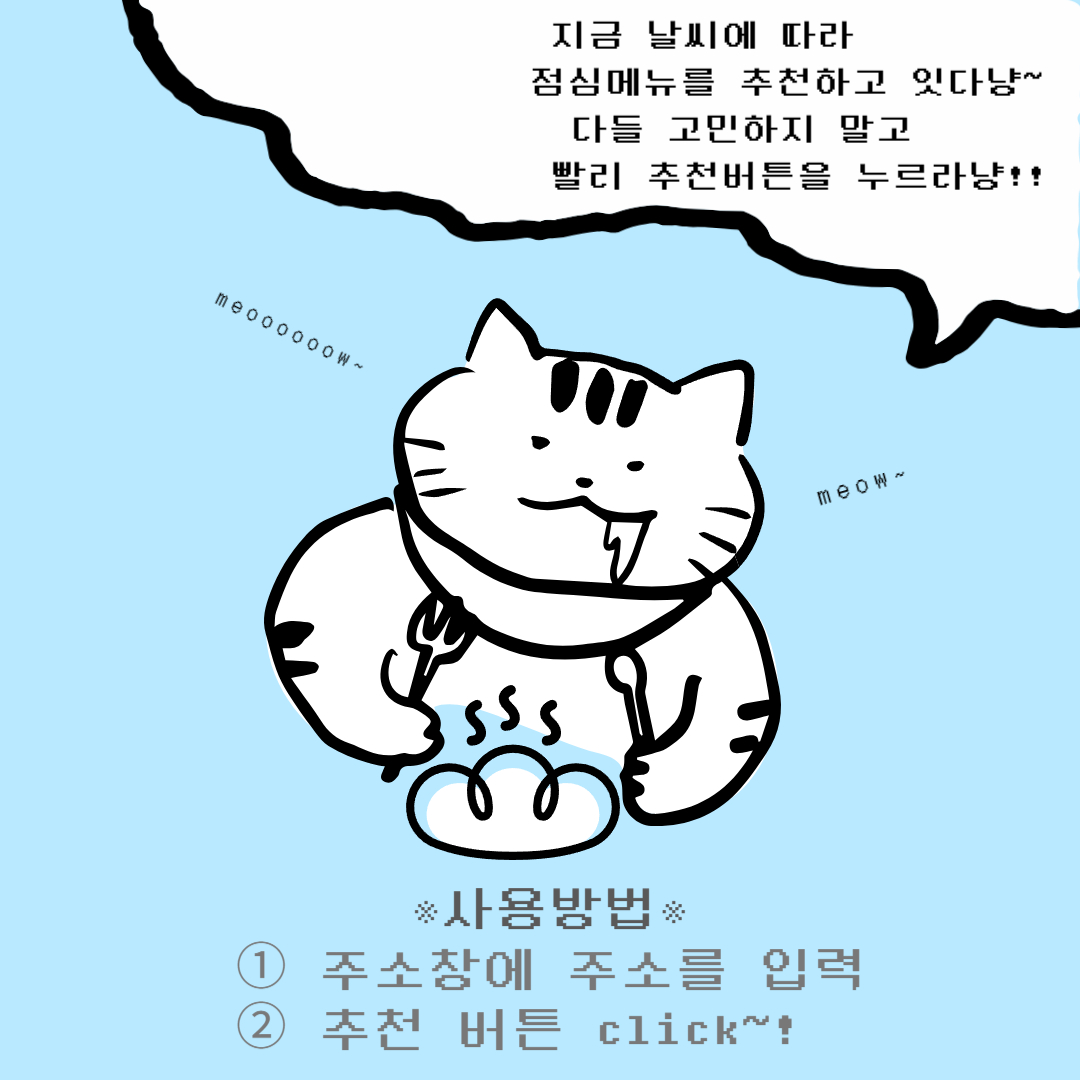 지금 날씨에 따라
점심메뉴를 추천하고 잇다냥~
다들 고민하지 말고
빨리 추천버튼을 누르라냥!!
meoooooow~
meow~
※사용방법※
① 주소창에 주소를 입력
② 추천 버튼 click~!